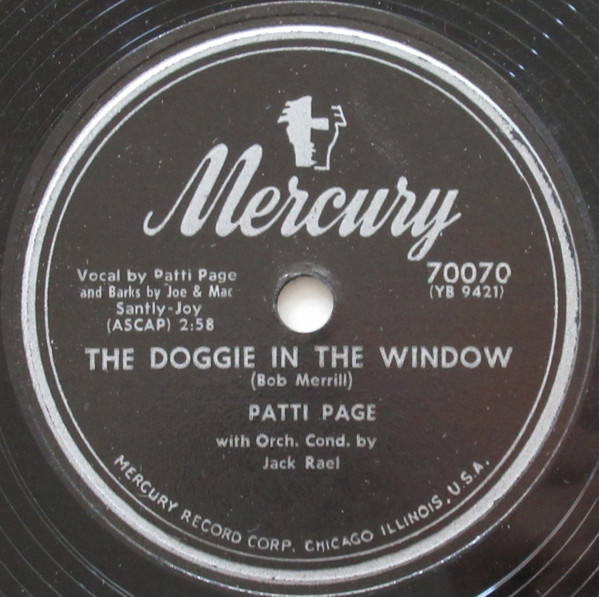 Mercury
Vocal by Patti Page
and Barks by Joe & Mac
Santly-Joy
(ASCAP) 2:58
70070
(YB 9421)
THE DOGGIE IN THE WINDOW
(Bob Merrill)
PATTI PAGE
with Orch. Cond. by
Jack Rael
MERCURY RECORD CORP. CHICAGO ILLINOIS, U.S.A.